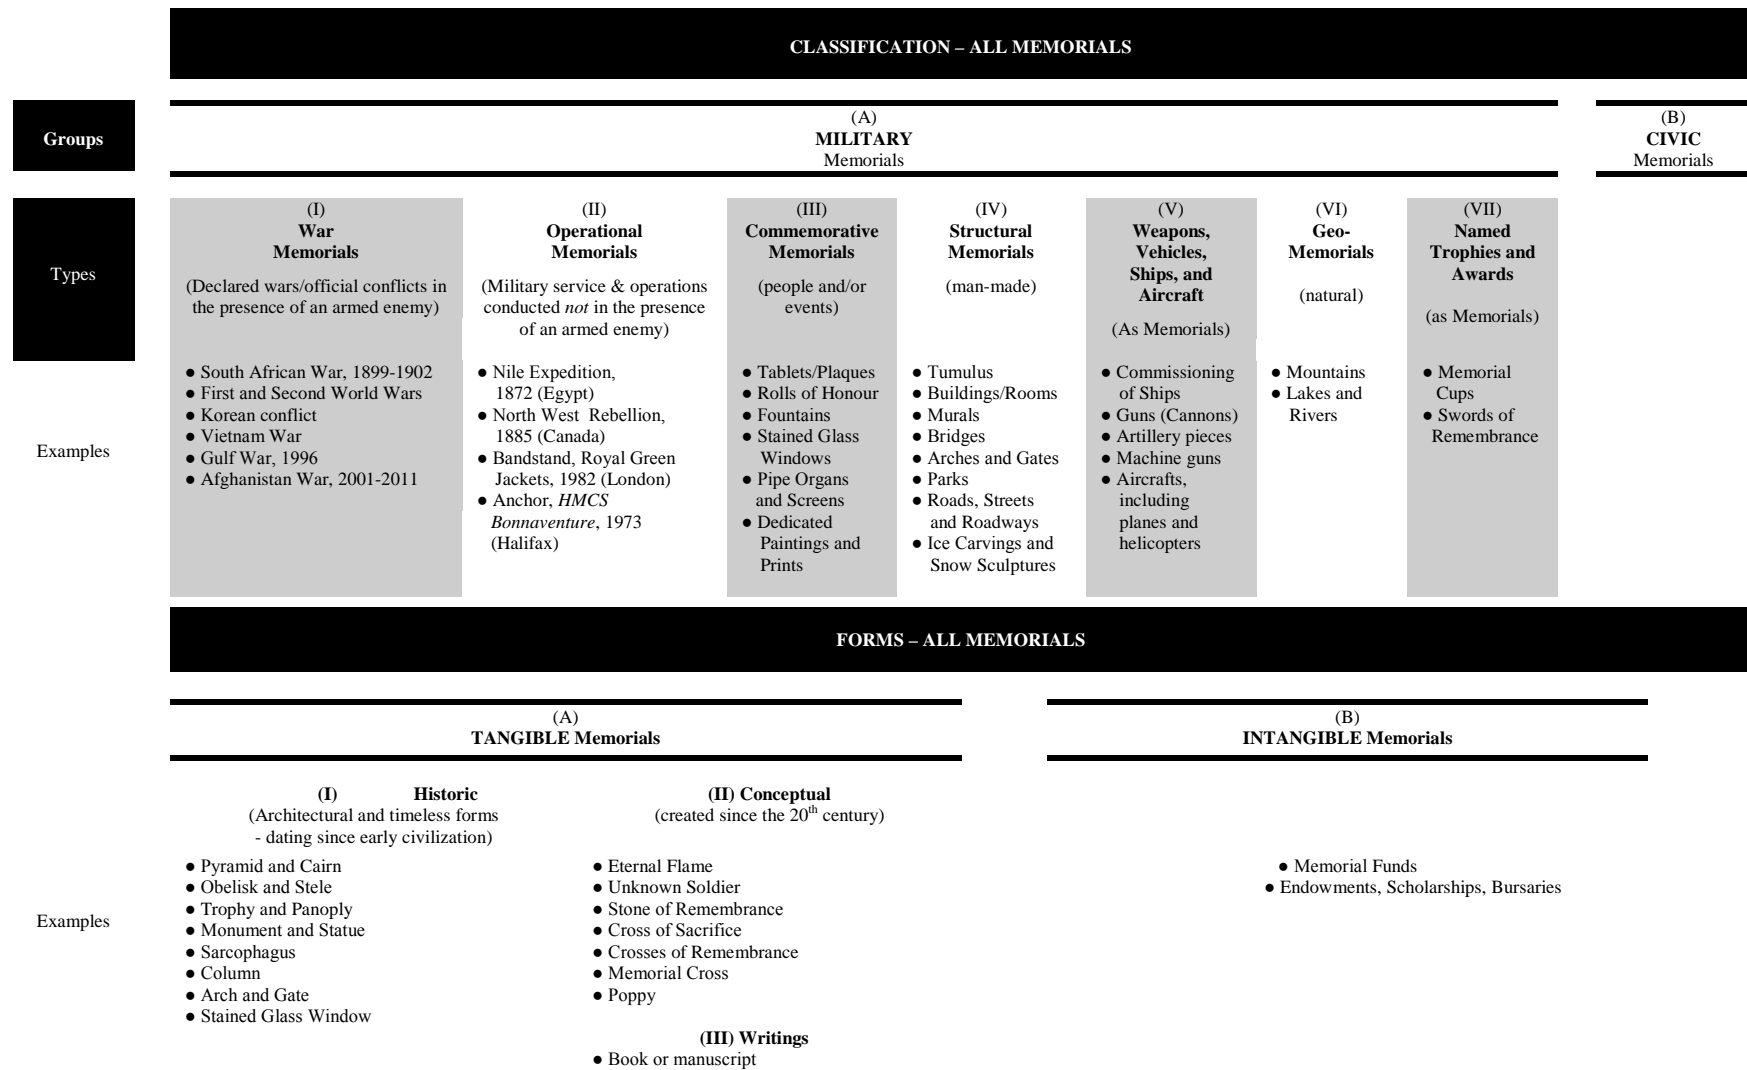 CLASSIFICATION – ALL MEMORIALS
Groups
(A)
MILITARY
Memorials
(B)
CIVIC
Memorials
Types
(I)
War
Memorials
(Declared wars/official conflicts in
the presence of an armed enemy)
(II)
Operational
Memorials
(Military service & operations
conducted not in the presence
of an armed enemy)
(III)
Commemorative
Memorials
(people and/or
events)
(IV)
Structural
Memorials
(man-made)
(V)
Weapons,
Vehicles,
Ships, and
Aircraft
(As Memorials)
(VI)
Geo-
Memorials
(natural)
(VII)
Named
Trophies and
Awards
(as Memorials)
Examples
● South African War, 1899-1902
● First and Second World Wars
● Korean conflict
● Vietnam War
● Gulf War, 1996
● Afghanistan War, 2001-2011
● Nile Expedition,
1872 (Egypt)
● North West Rebellion,
1885 (Canada)
● Bandstand, Royal Green
Jackets, 1982 (London)
● Anchor, HMCS
Bonnaventure, 1973
(Halifax)
● Tablets/Plaques
● Rolls of Honour
● Fountains
● Stained Glass
Windows
● Pipe Organs
and Screens
● Dedicated
Paintings and
Prints
● Tumulus
● Buildings/Rooms
● Murals
● Bridges
● Arches and Gates
● Parks
● Roads, Streets
and Roadways
● Ice Carvings and
Snow Sculptures
● Commissioning
of Ships
● Guns (Cannons)
● Artillery pieces
● Machine guns
● Aircrafts,
including
planes and
helicopters
● Mountains
● Lakes and
Rivers
● Memorial
Cups
● Swords of
Remembrance
FORMS – ALL MEMORIALS
(A)
TANGIBLE Memorials
(B)
INTANGIBLE Memorials
(I) Historic
(Architectural and timeless forms
- dating since early civilization)
(II) Conceptual
(created since the 20th century)
Examples
● Pyramid and Cairn
● Obelisk and Stele
● Trophy and Panoply
● Monument and Statue
● Sarcophagus
● Column
● Arch and Gate
● Stained Glass Window
● Eternal Flame
● Unknown Soldier
● Stone of Remembrance
● Cross of Sacrifice
● Crosses of Remembrance
● Memorial Cross
● Poppy
(III) Writings
● Book or manuscript
● Memorial Funds
● Endowments, Scholarships, Bursaries